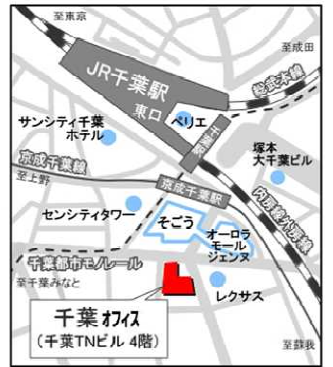 至東京
至成田
JR千葉駅
東口
ペリエ
総武本線
千葉駅
サンシティ千葉
ホテル
塚本
大千葉ビル
京成千葉線
至上野
京成千葉駅
内房線外房線
センシティタワー
そごう
オーロラ
モール
ジュンヌ
千葉都市モノレール
至千葉みなと
レクサス
至蘇我
千葉オフィス
(千葉TNビル 4階)